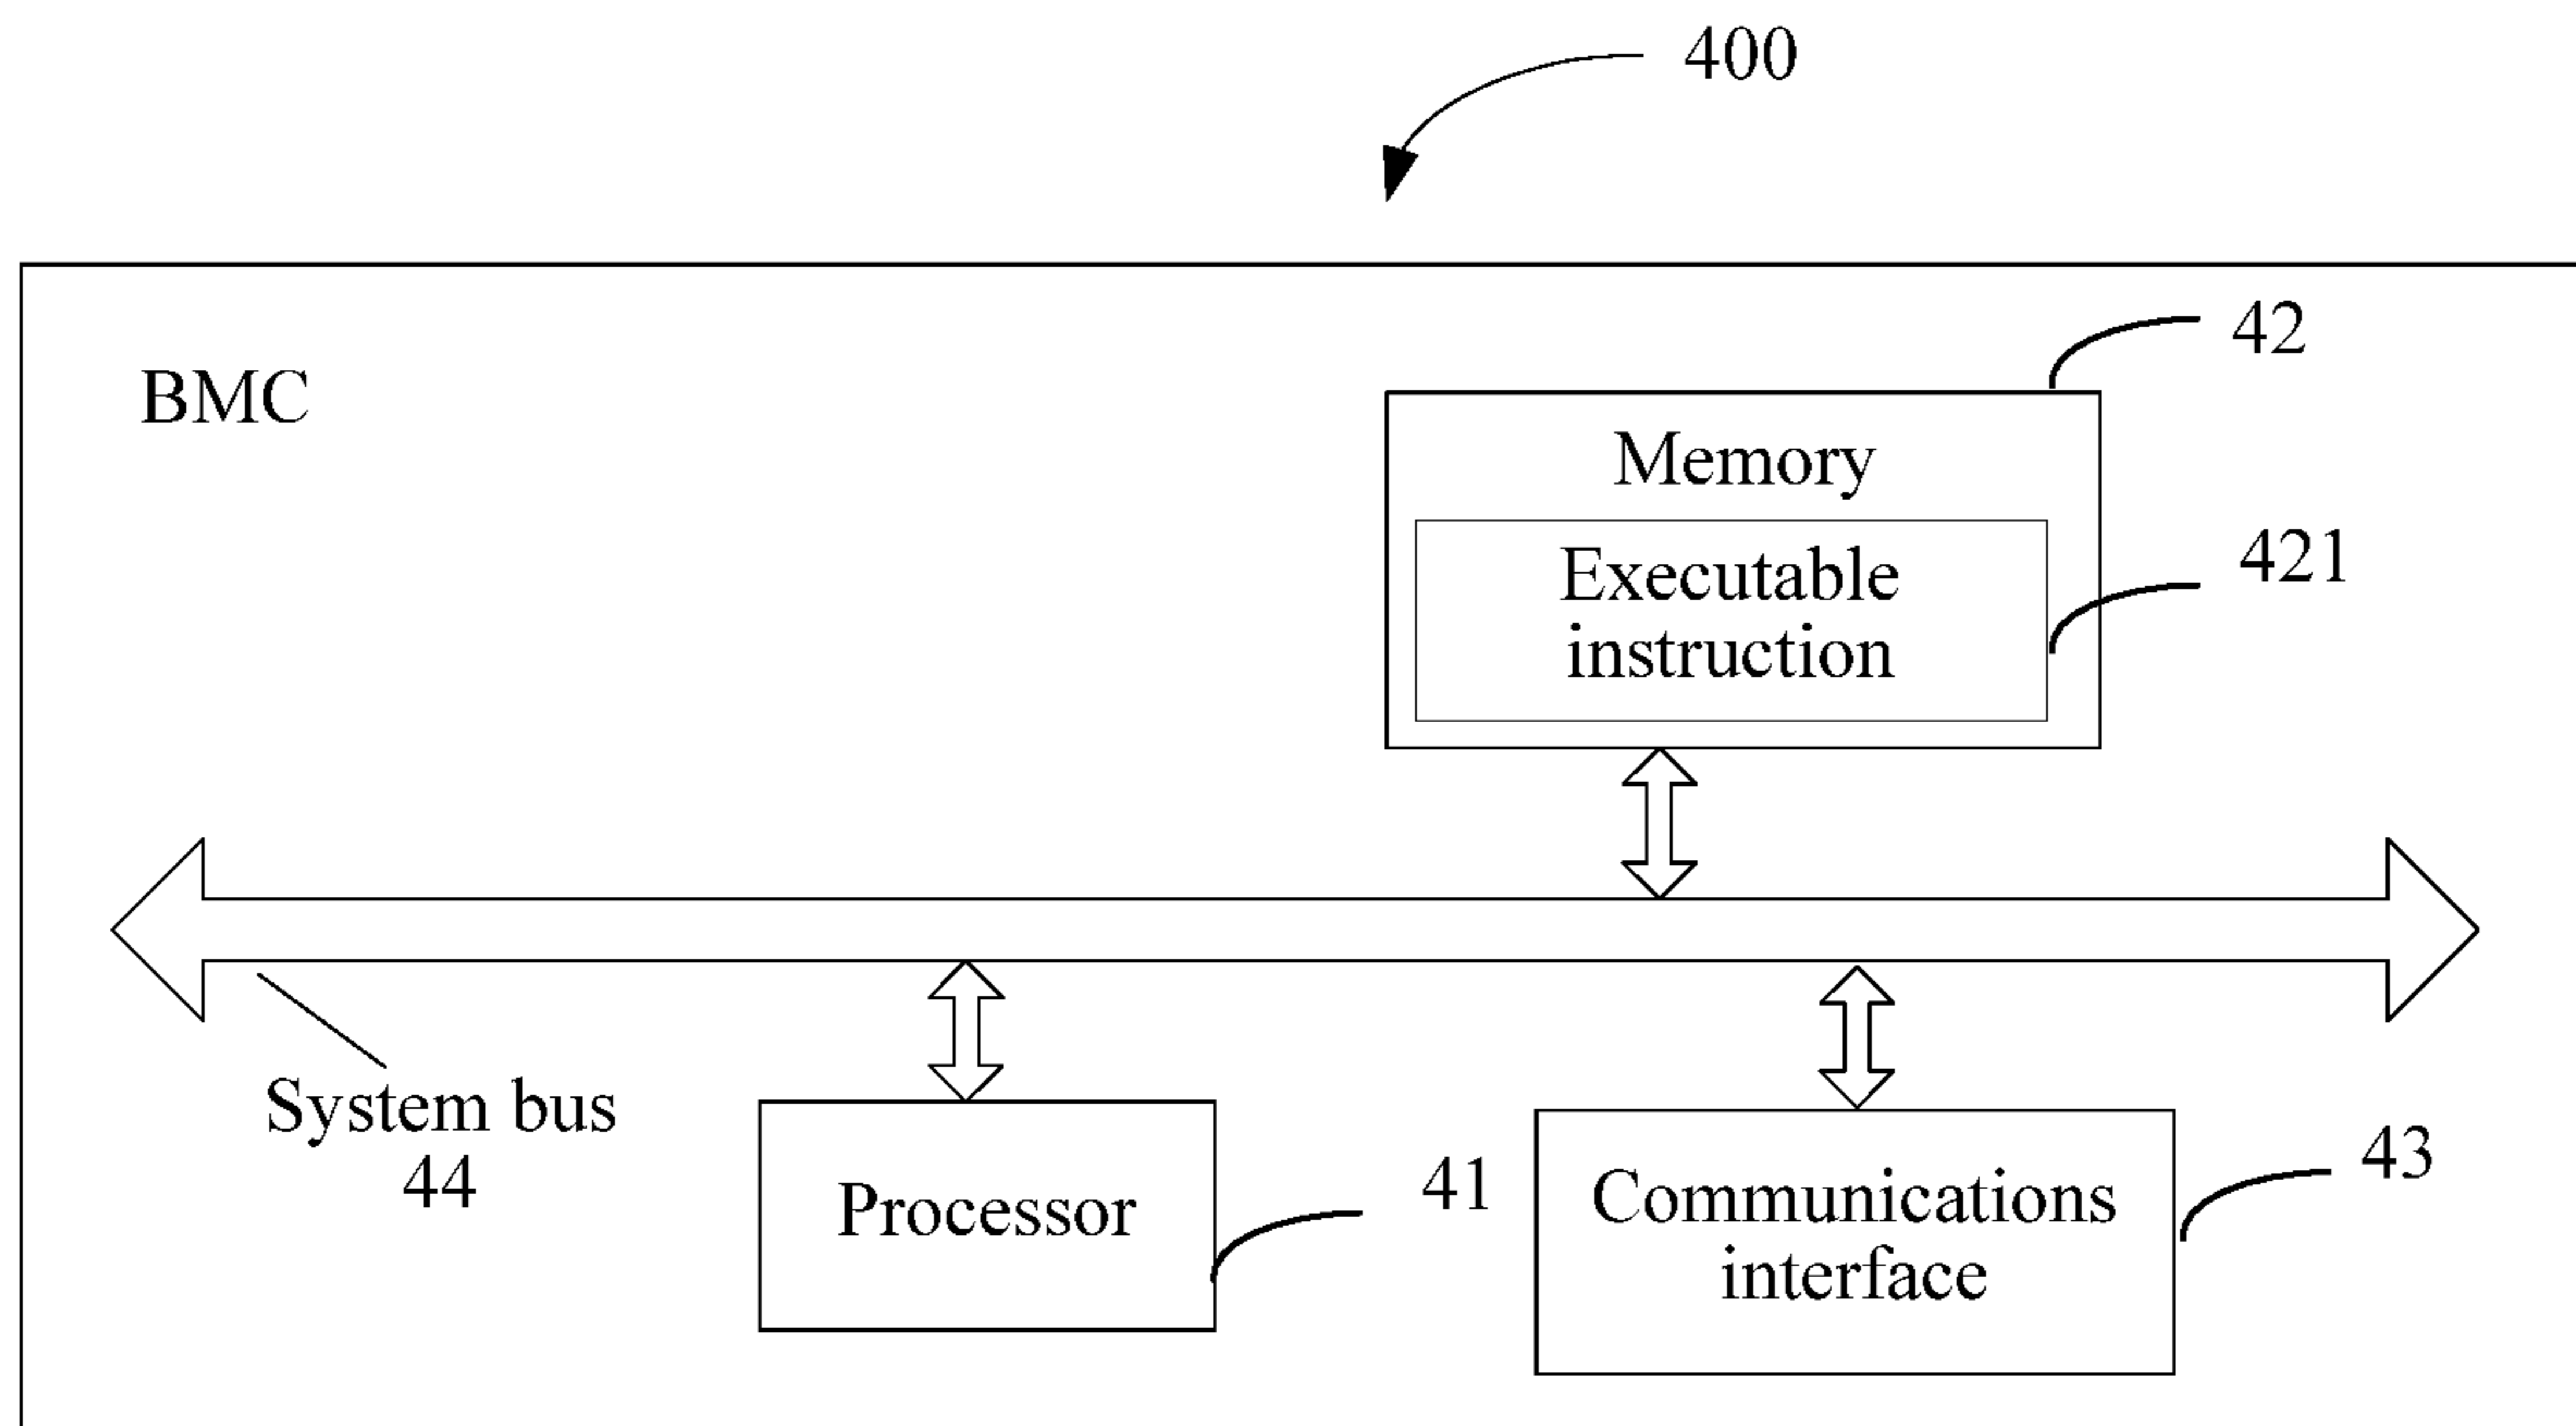 400
42
BMC
Memory
Executable
instruction
421
System bus
44
Processor
41
Communications
interface
43